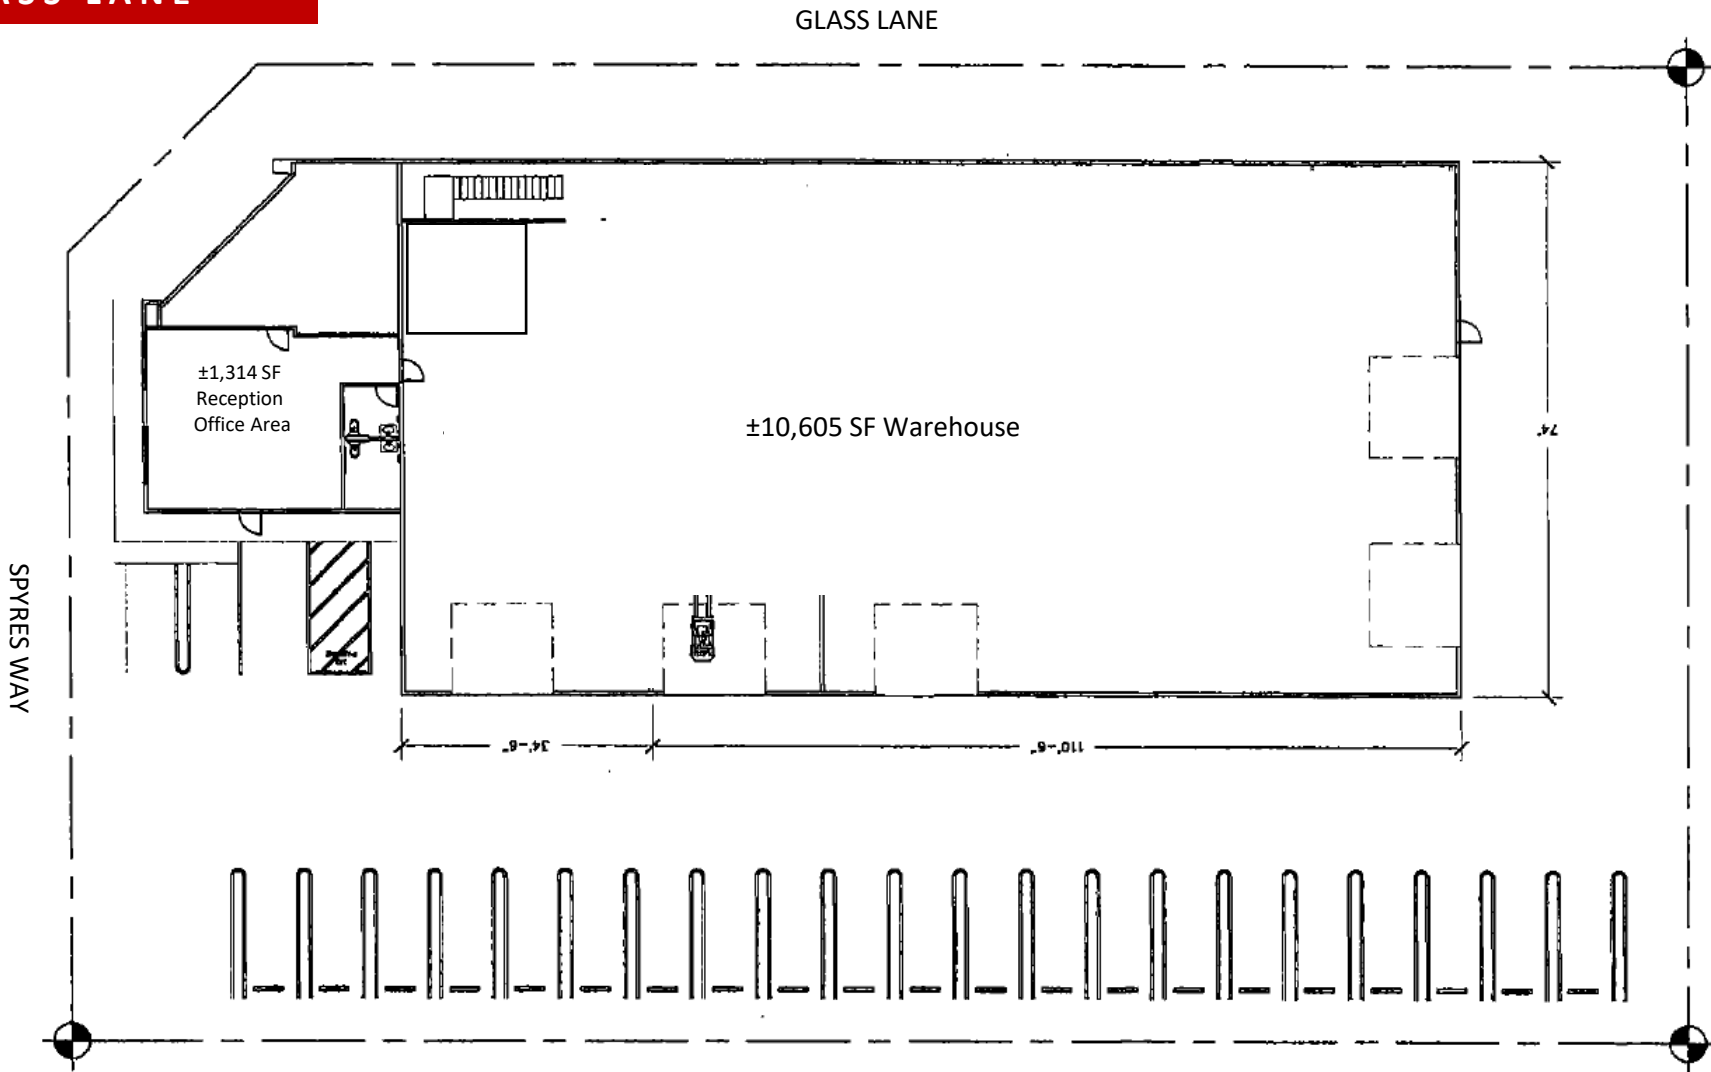 GLASS LANE
±1,314 SF
Reception
Office Area
±10,605 SF Warehouse
74'
SPYRES WAY
34'-6"
110'-6"